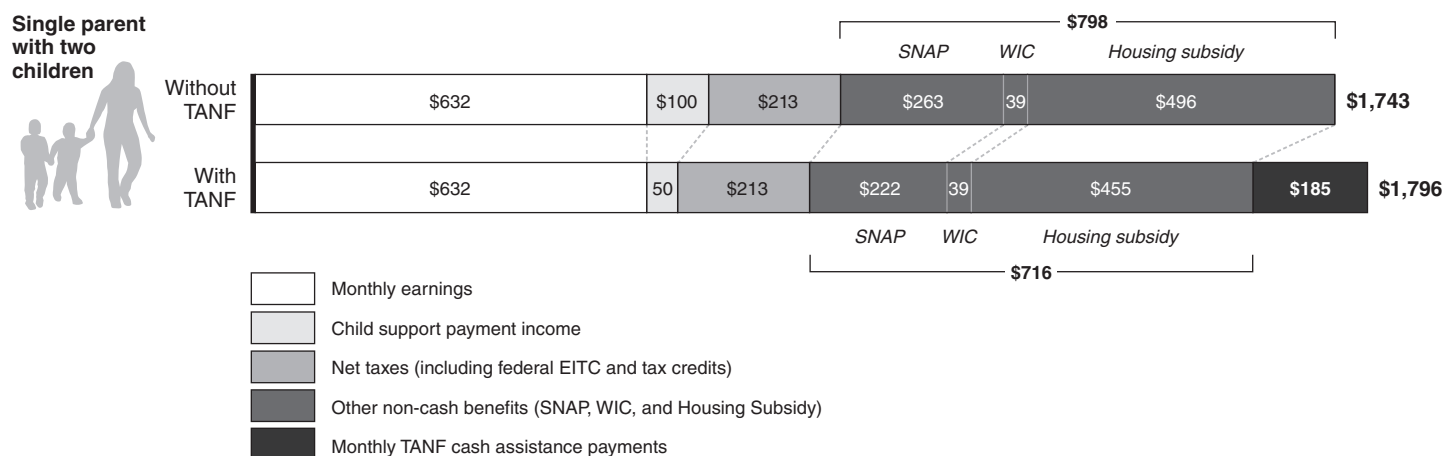 Single parent
with two
children
$798
SNAP WIC Housing subsidy
Without
TANF
$632 $100 $213 $263 39 $496 $1,743
With
TANF
$632 50 $213 $222 39 $455 $185 $1,796
SNAP WIC Housing subsidy
$716
Monthly earnings
Child support payment income
Net taxes (including federal EITC and tax credits)
Other non-cash benefits (SNAP, WIC, and Housing Subsidy)
Monthly TANF cash assistance payments